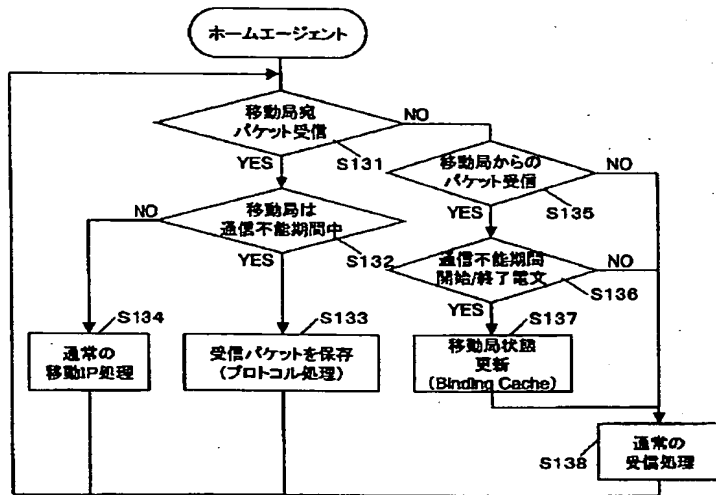 ホームエージェント
移動局宛
パケット受信
NO
YES
S131
移動局からの
パケット受信
NO
YES
S135
NO
移動局は
通信不能期間中
YES
S132
通信不能期間
開始/終了電文
NO
YES
S136
S134
通常の
移動IP処理
S133
受信パケットを保存
(プロトコル処理)
S137
移動局状態
更新
(Binding Cache)
S138
通常の
受信処理